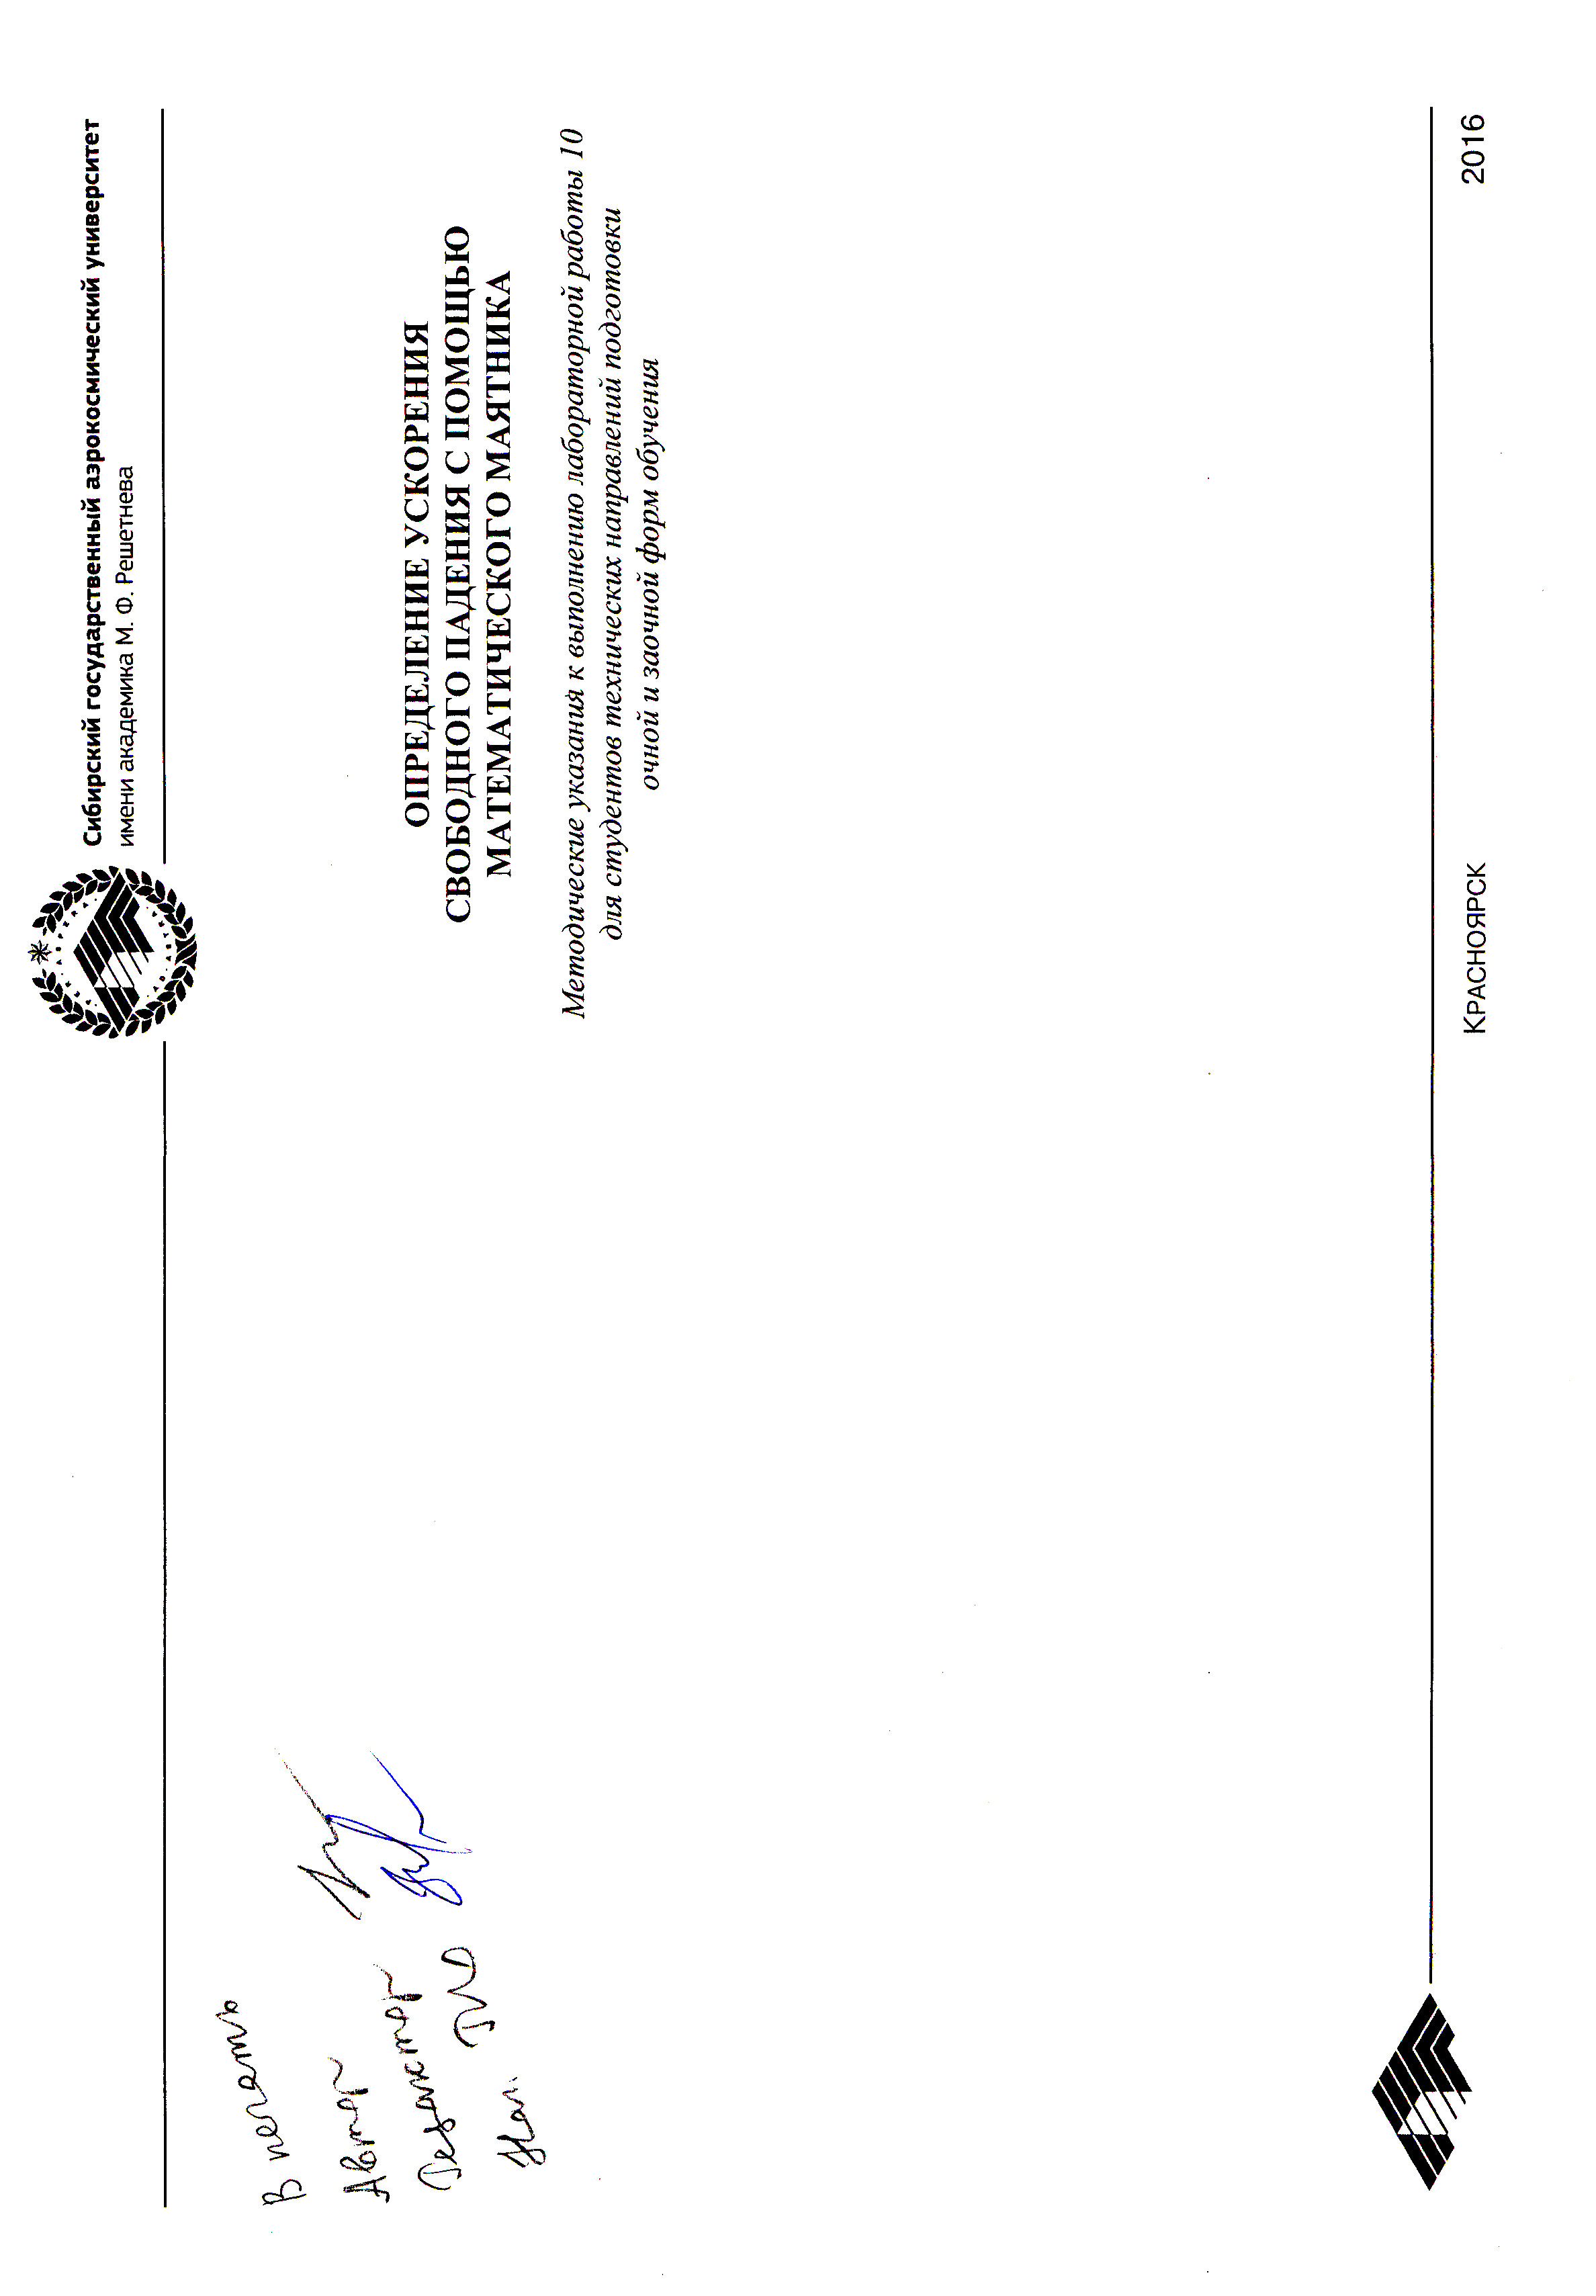 Сибирский государственный аэрокосмический университет
имени академика М. Ф. Решетнева
ОПРЕДЕЛЕНИЕ УСКОРЕНИЯ
СВОБОДНОГО ПАДЕНИЯ С ПОМОЩЬЮ
МАТЕМАТИЧЕСКОГО МАЯТНИКА
Методические указания к выполнению лабораторной работы 10
для студентов технических направлений подготовки
очной и заочной форм обучения
В печать
Автор
Редактор
Нач.
КРАСНОЯРСК
2016